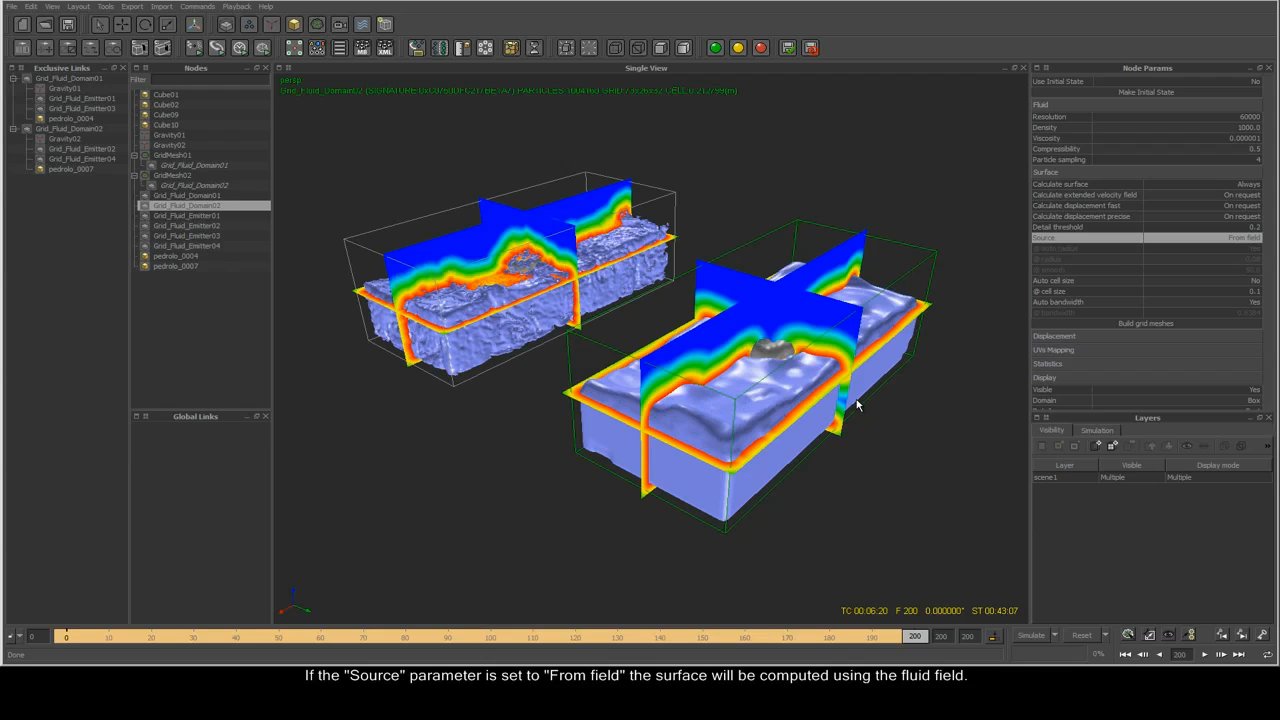 File Edit View Layout Tools Export Import Commands Playback Help
Exclusive Links
Grid_Fluid_Domain01
Gravity01
Grid_Fluid_Emitter01
Grid_Fluid_Emitter03
pedrolo_0004
Grid_Fluid_Domain02
Gravity02
Grid_Fluid_Emitter02
Grid_Fluid_Emitter04
pedrolo_0007
Nodes
Filter
Cube01
Cube02
Cube09
Cube10
Gravity01
Gravity02
GridMesh01
Grid_Fluid_Domain01
GridMesh02
Grid_Fluid_Domain02
Grid_Fluid_Domain01
Grid_Fluid_Domain02
Grid_Fluid_Emitter01
Grid_Fluid_Emitter02
Grid_Fluid_Emitter03
Grid_Fluid_Emitter04
pedrolo_0004
pedrolo_0007
Global Links
Single View
persp
TC 00:06:20 F 200 0.000000° ST 00:43:07
Node Params
Use Initial State No
Make Initial State
Fluid
Resolution 60000
Density 1000.0
Viscosity 0.000001
Compressibility 0.5
Particle sampling 4
Surface
Calculate surface Always
Calculate extended velocity field On request
Calculate displacement fast On request
Calculate displacement precise On request
Detail threshold 0.2
Source From field
Auto cell size No
@ cell size 0.1
Auto bandwidth Yes
Build grid meshes
Displacement
UVs Mapping
Statistics
Display
Visible Yes
Domain Box
Layers
Visibility Simulation
Layer Visible Display mode
scene1 Multiple Multiple
0 0 10 20 30 40 50 60 70 80 90 100 110 120 130 140 150 160 170 180 190 200 200 200
Simulate Reset
Done
0% 200
If the "Source" parameter is set to "From field" the surface will be computed using the fluid field.